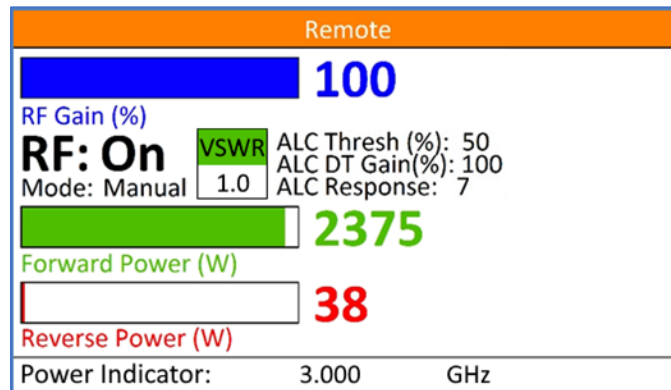 Remote
100
RF Gain (%)
RF: On
Mode: Manual
VSWR
1.0
ALC Thresh (%): 50
ALC DT Gain(%): 100
ALC Response: 7
2375
Forward Power (W)
38
Reverse Power (W)
Power Indicator: 3.000 GHz